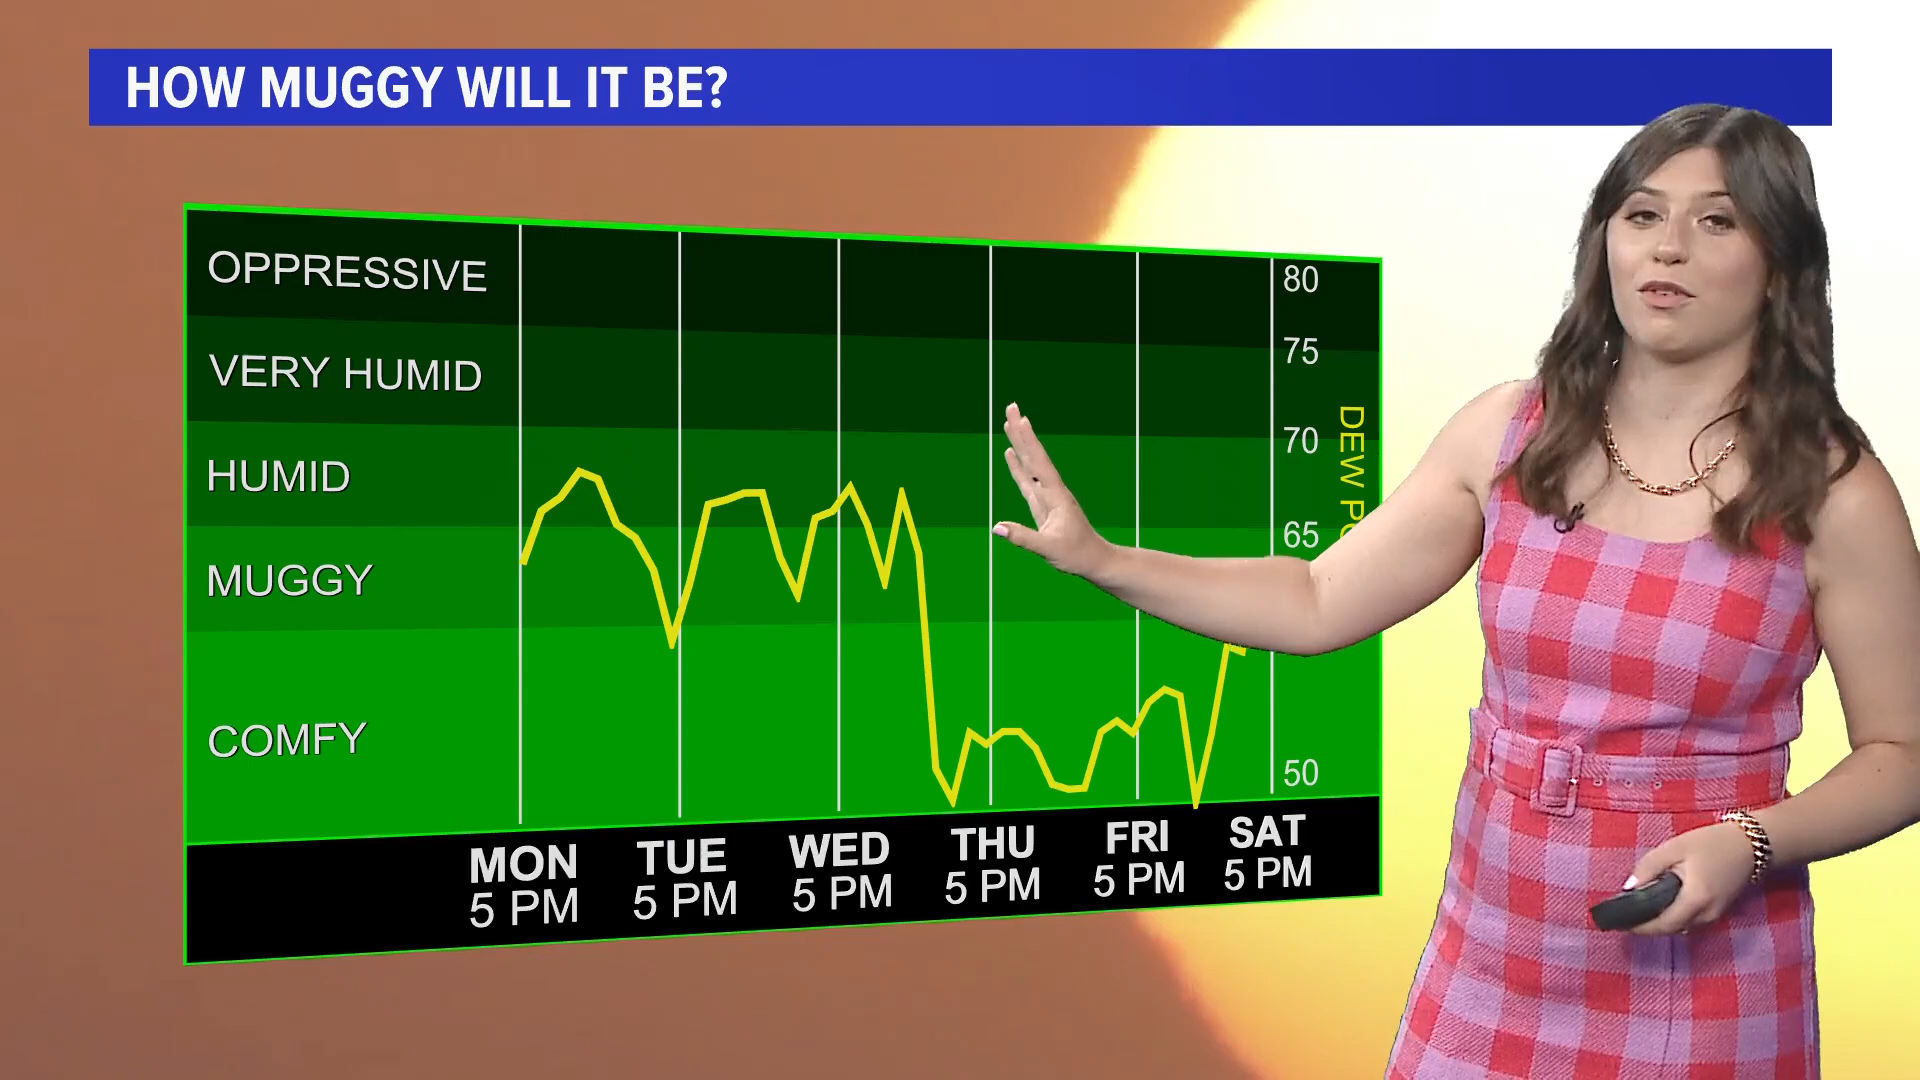 HOW MUGGY WILL IT BE?
OPPRESSIVE
VERY HUMID
HUMID
MUGGY
COMFY
80
75
70
65
50
DEW
MON
5 PM
TUE
5 PM
WED
5 PM
THU
5 PM
FRI
5 PM
SAT
5 PM